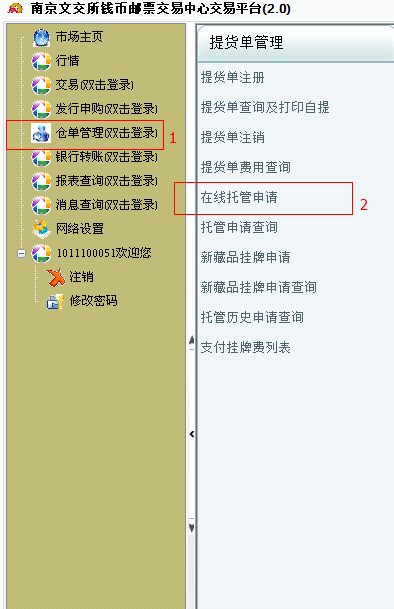 南京文交所钱币邮票交易中心交易平台(2.0)
市场主页
行情
交易(双击登录)
发行申购(双击登录)
仓单管理(双击登录)
1
银行转账(双击登录)
报表查询(双击登录)
消息查询(双击登录)
网络设置
1011100051欢迎您
注销
修改密码
提货单管理
提货单注册
提货单查询及打印自提
提货单注销
提货单费用查询
在线托管申请
2
托管申请查询
新藏品挂牌申请
新藏品挂牌申请查询
托管历史申请查询
支付挂牌费列表